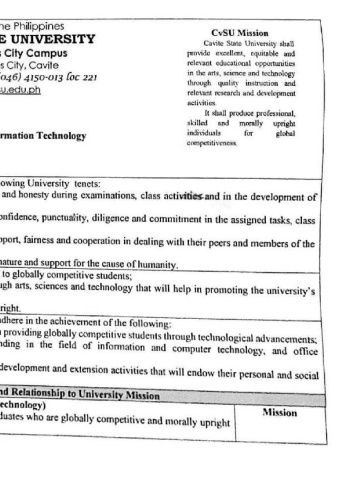 he Philippines
E UNIVERSITY
s City Campus
s City, Cavite
(046) 4150-013 loc 221
su.edu.ph
rmation Technology
CvSU Mission
Cavite State University shall
provide excellent, equitable and
relevant educational opportunities
in the arts, science and technology
through quality instruction and
relevant research and development
activities.
It shall produce professional,
skilled and morally upright
individuals for global
competitiveness.
owing University tenets:
and honesty during examinations, class activities and in the development of
onfidence, punctuality, diligence and commitment in the assigned tasks, class
pport, fairness and cooperation in dealing with their peers and members of the
nature and support for the cause of humanity.
to globally competitive students;
ugh arts, sciences and technology that will help in promoting the university's
right.
dhere in the achievement of the following:
providing globally competitive students through technological advancements;
nding in the field of information and computer technology, and office
development and extension activities that will endow their personal and social
nd Relationship to University Mission
echnology)
Mission
duates who are globally competitive and morally upright